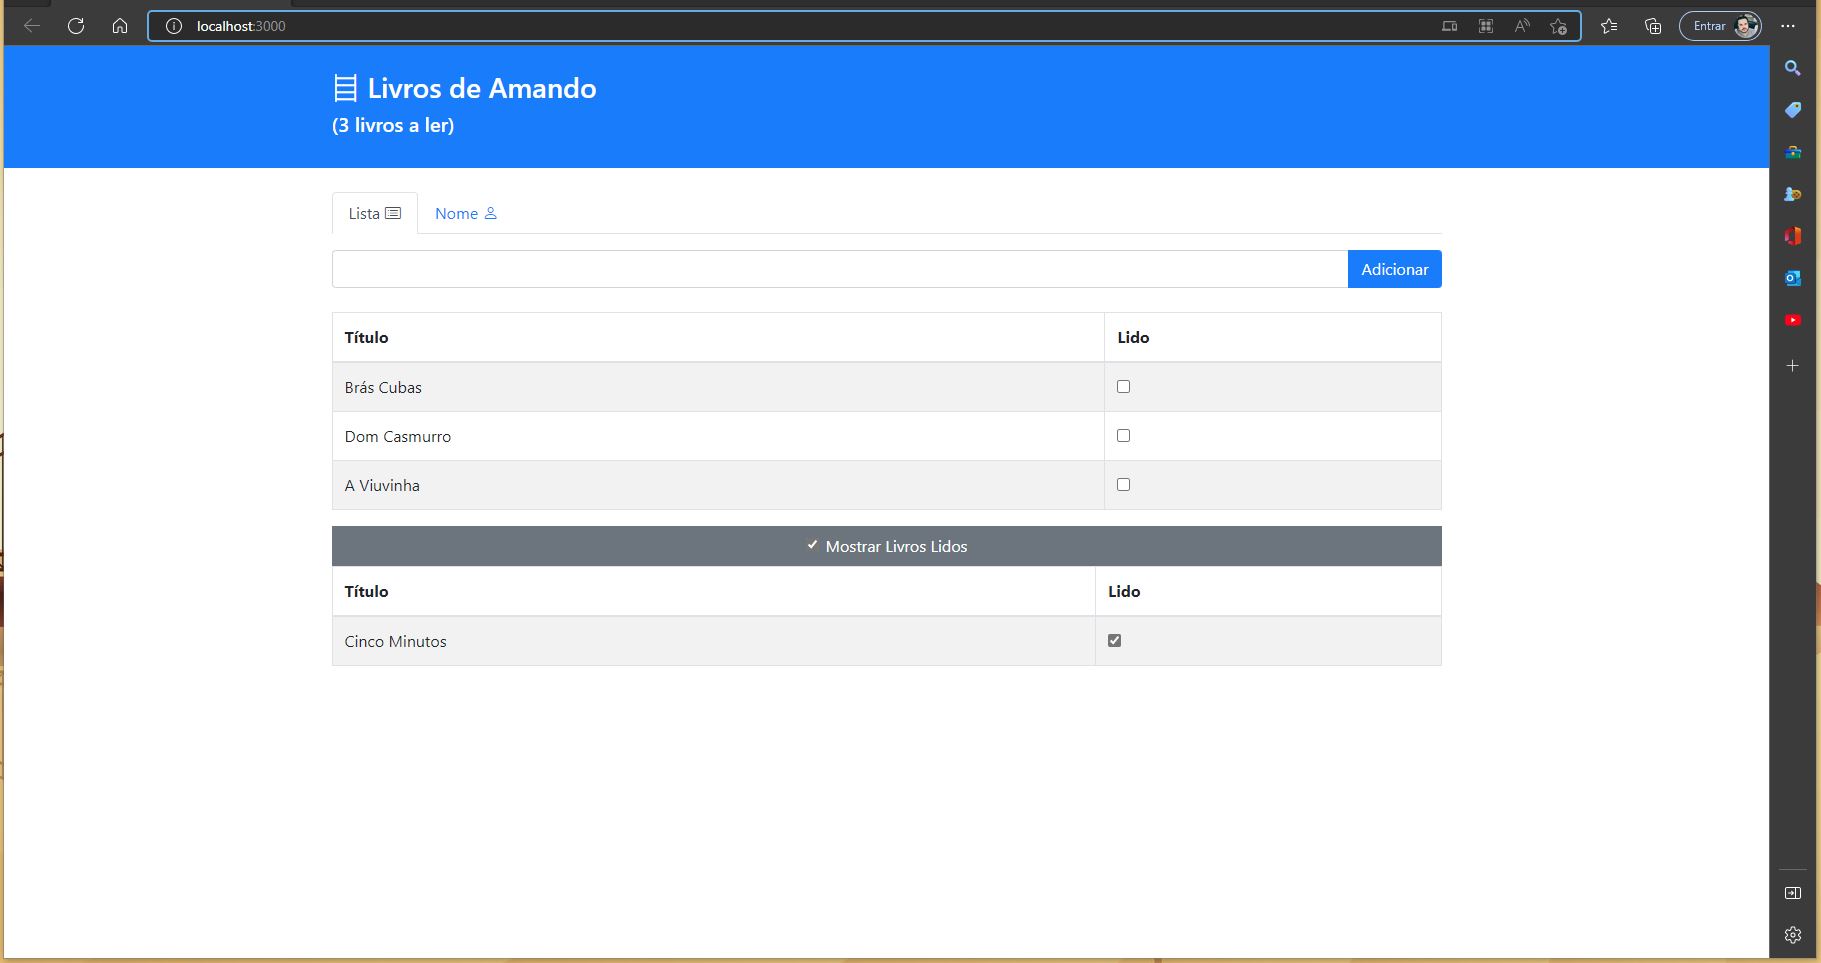 localhost:3000
Entrar
Livros de Amando
(3 livros a ler)
Lista Nome
Adicionar
Título Lido
Brás Cubas
Dom Casmurro
A Viuvinha
Mostrar Livros Lidos
Título Lido
Cinco Minutos